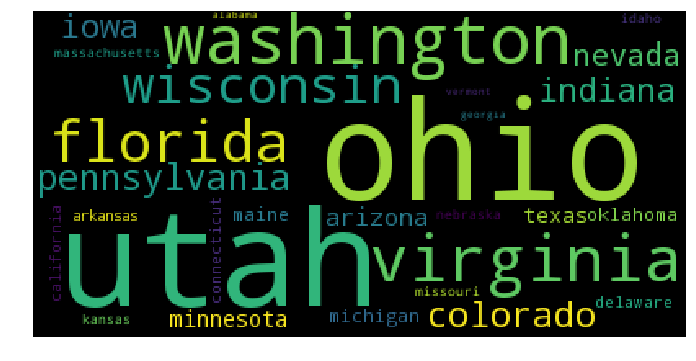 alabama
idaho
iowa
washington
massachusetts
nevada
wisconsin
vermont
indiana
georgia
florida
ohio
pennsylvania
california
arkansas
connecticut
maine
arizona
nebraska
texas
oklahoma
utah
virginia
missouri
delaware
kansas
minnesota
michigan
colorado